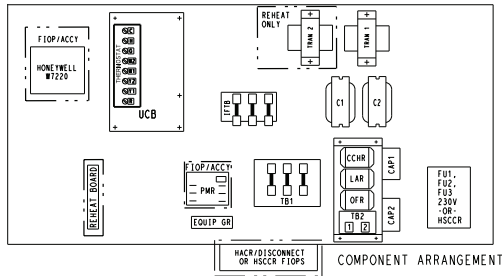 FIOP/ACCY
HONEYWELL
W7220
THERMOSTAT
C
G
W2
W1
Y2
Y1
R
UCB
REHEAT
ONLY
TRAN 2
TRAN 1
IFTB
C1
C2
REHEAT BOARD
FIOP/ACCY
PMR
EQUIP GR
TB1
CCHR
LAR
OFR
TB2
1 2
CAP1
CAP2
FU1,
FU2,
FU3
230V
-OR-
HSCCR
HACR/DISCONNECT
OR HSCCR FIOPS
COMPONENT ARRANGEMENT